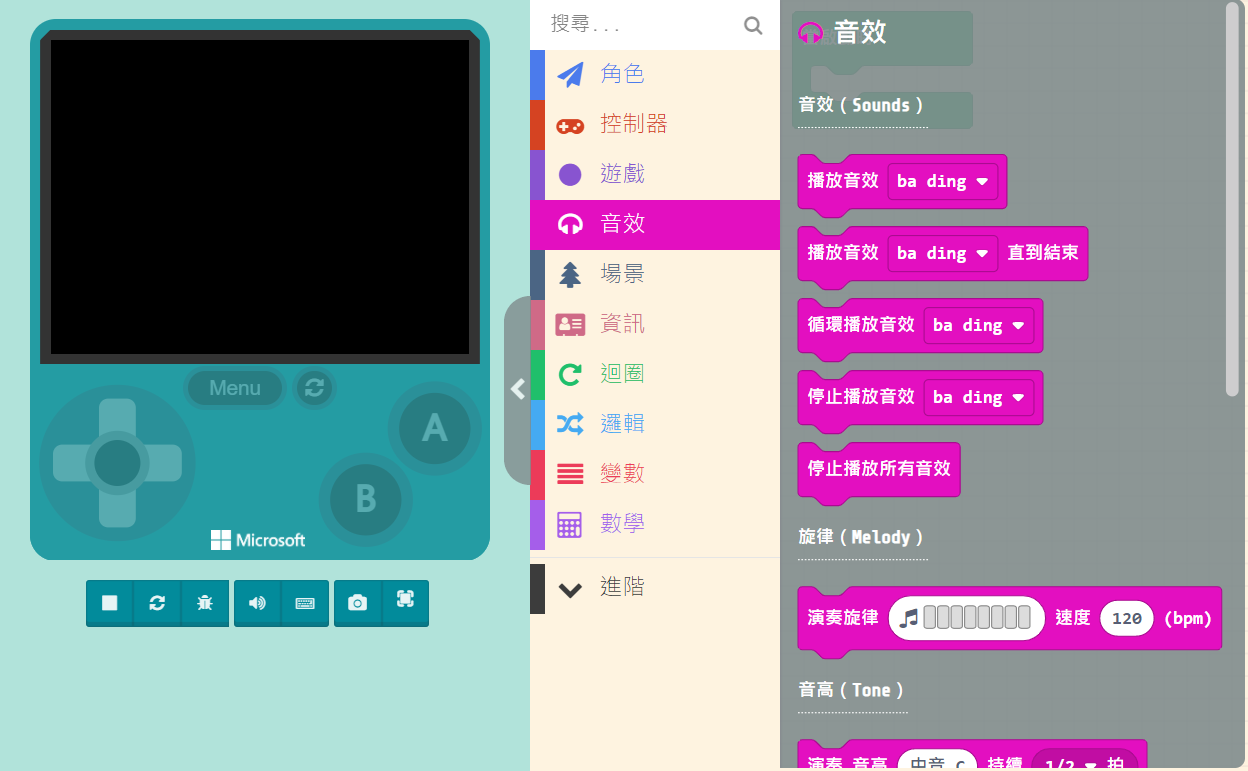 Menu
A
B
Microsoft
搜尋...
角色
控制器
遊戲
音效
場景
資訊
迴圈
邏輯
變數
數學
進階
音效
音效 ( Sounds )
播放音效 ba ding
播放音效 ba ding 直到結束
循環播放音效 ba ding
停止播放音效 ba ding
停止播放所有音效
旋律 ( Melody )
演奏旋律 速度 120 (bpm)
音高 ( Tone )
演奏 音高 中音 C 持續 1/2 拍